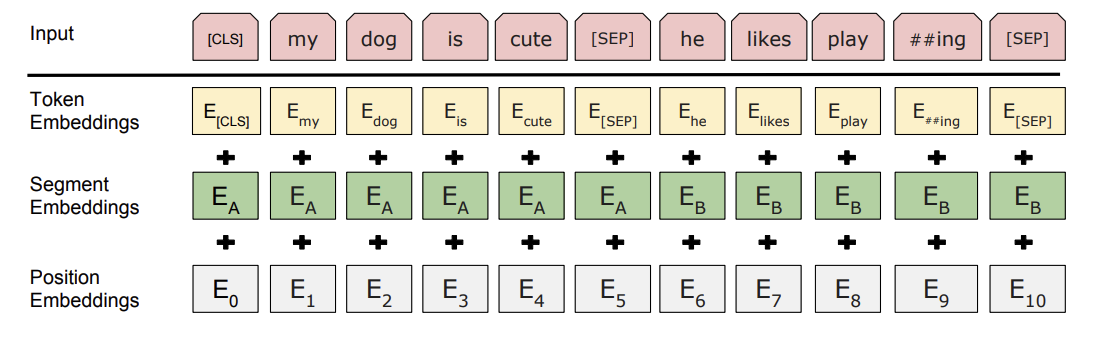 Input [CLS] my dog is cute [SEP] he likes play ##ing [SEP]
Token Embeddings E[CLS] Emy Edog Eis Ecute E[SEP] Ehe Elikes Eplay E##ing E[SEP]
+ + + + + + + + + + +
Segment Embeddings EA EA EA EA EA EA EB EB EB EB EB
+ + + + + + + + + + +
Position Embeddings E0 E1 E2 E3 E4 E5 E6 E7 E8 E9 E10